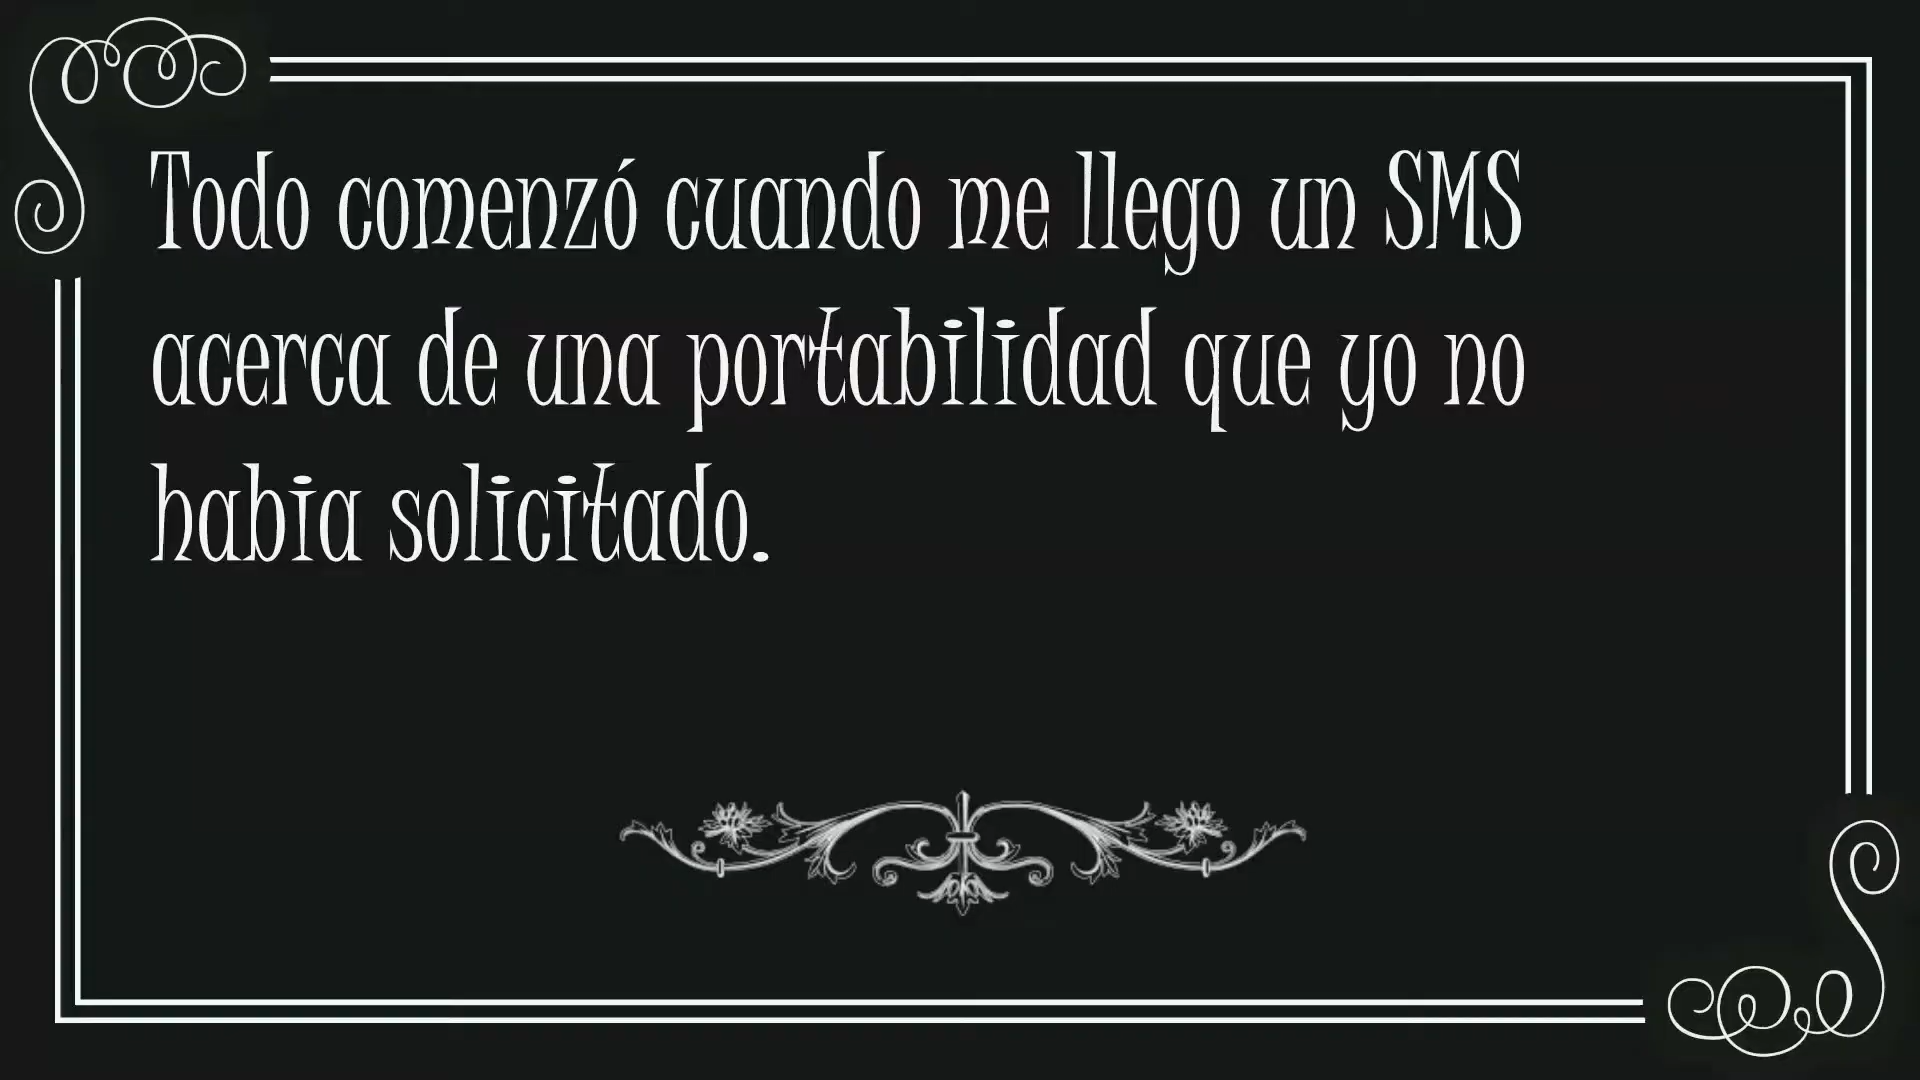 Todo comenzó cuando me llego un SMS
acerca de una portabilidad que yo no
habia solicitado.